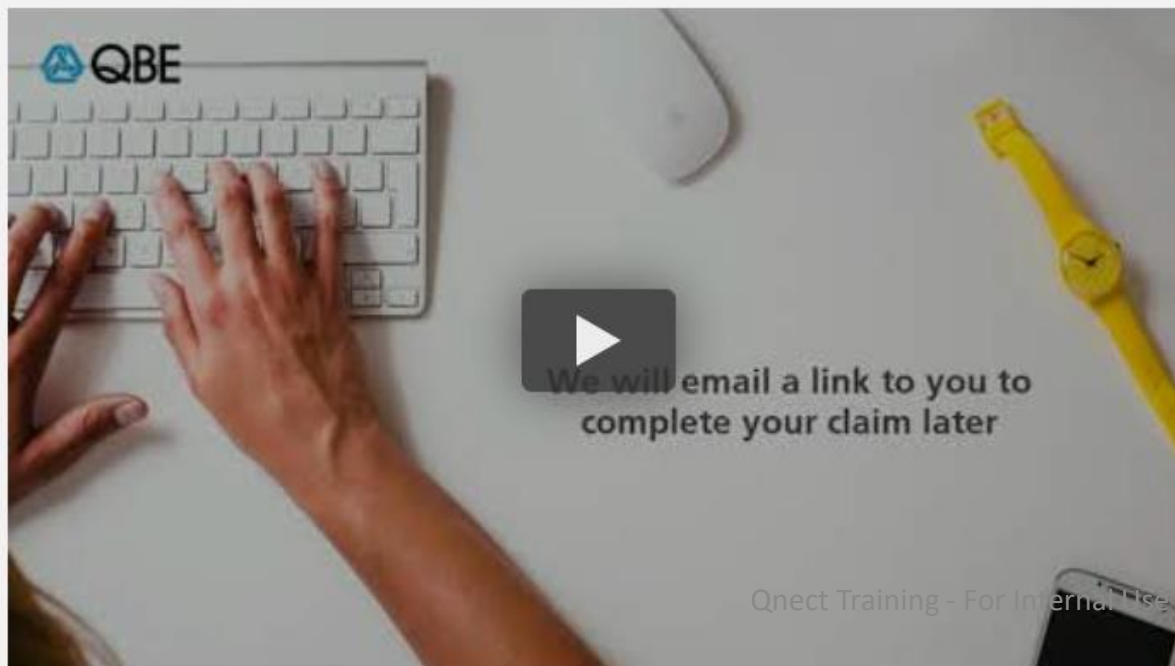 QBE
We will email a link to you to
complete your claim later
Qnect Training - For Internal Use